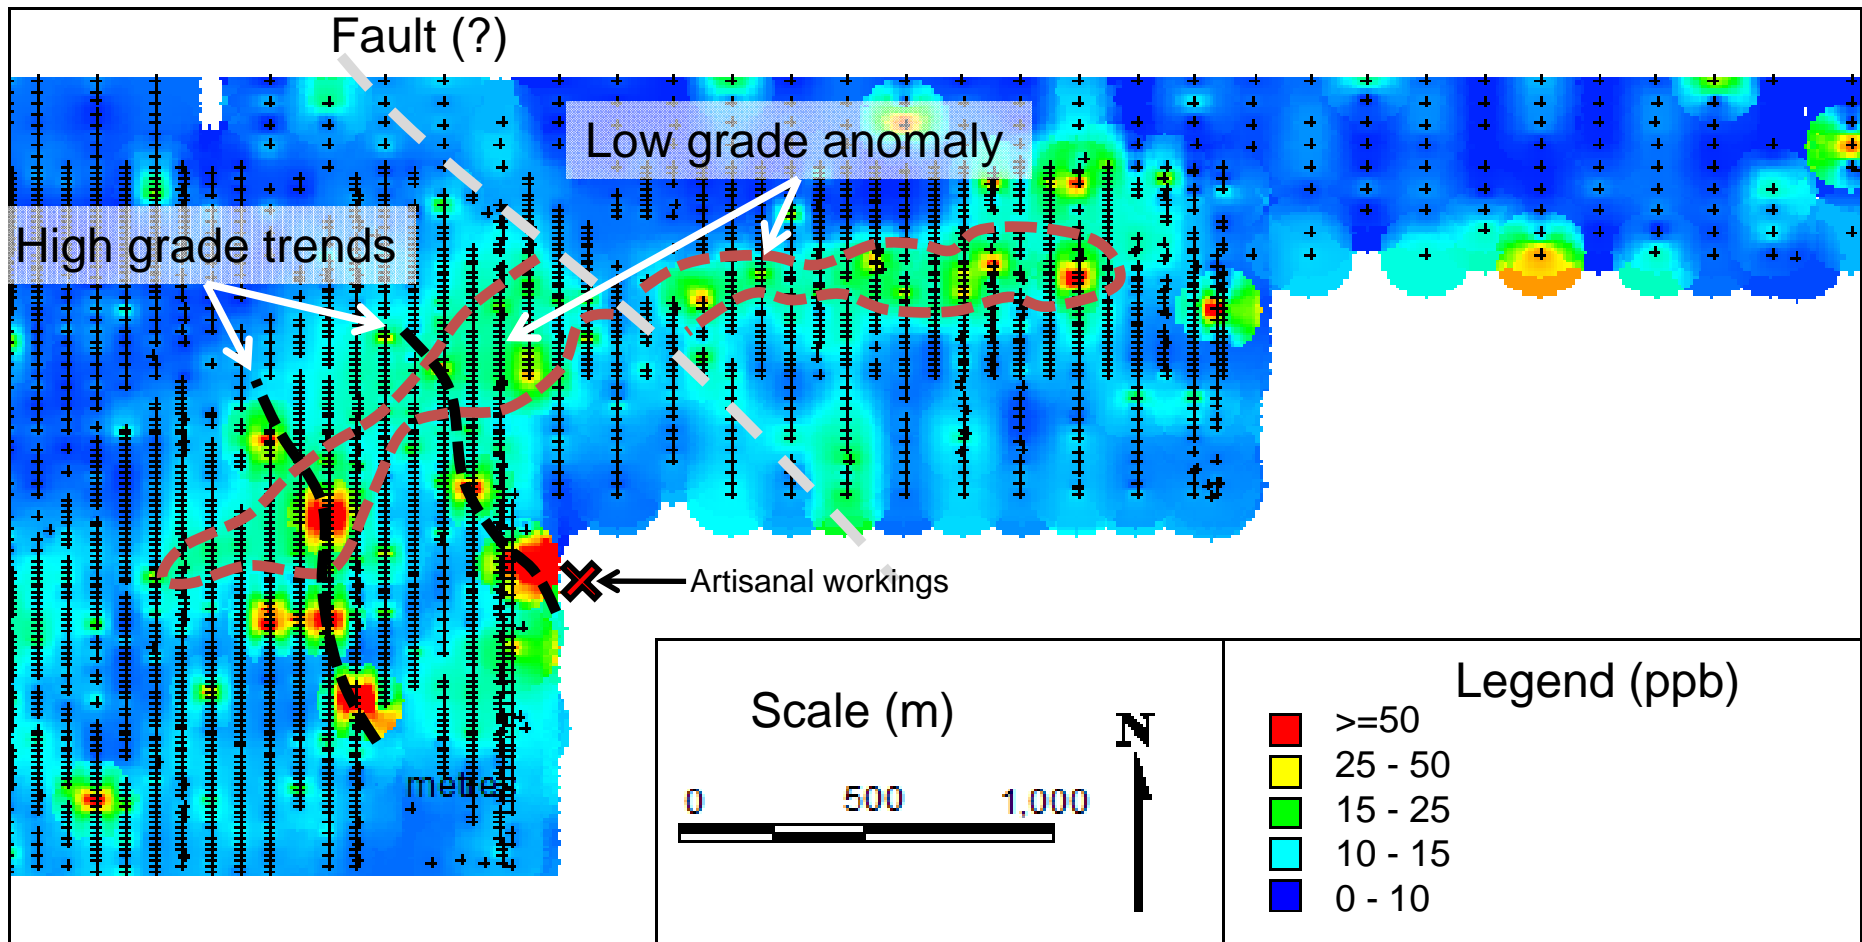 Fault (?)
Low grade anomaly
High grade trends
Artisanal workings
metre
Scale (m)
0 500 1,000
N
Legend (ppb)
>=50
25 - 50
15 - 25
10 - 15
0 - 10